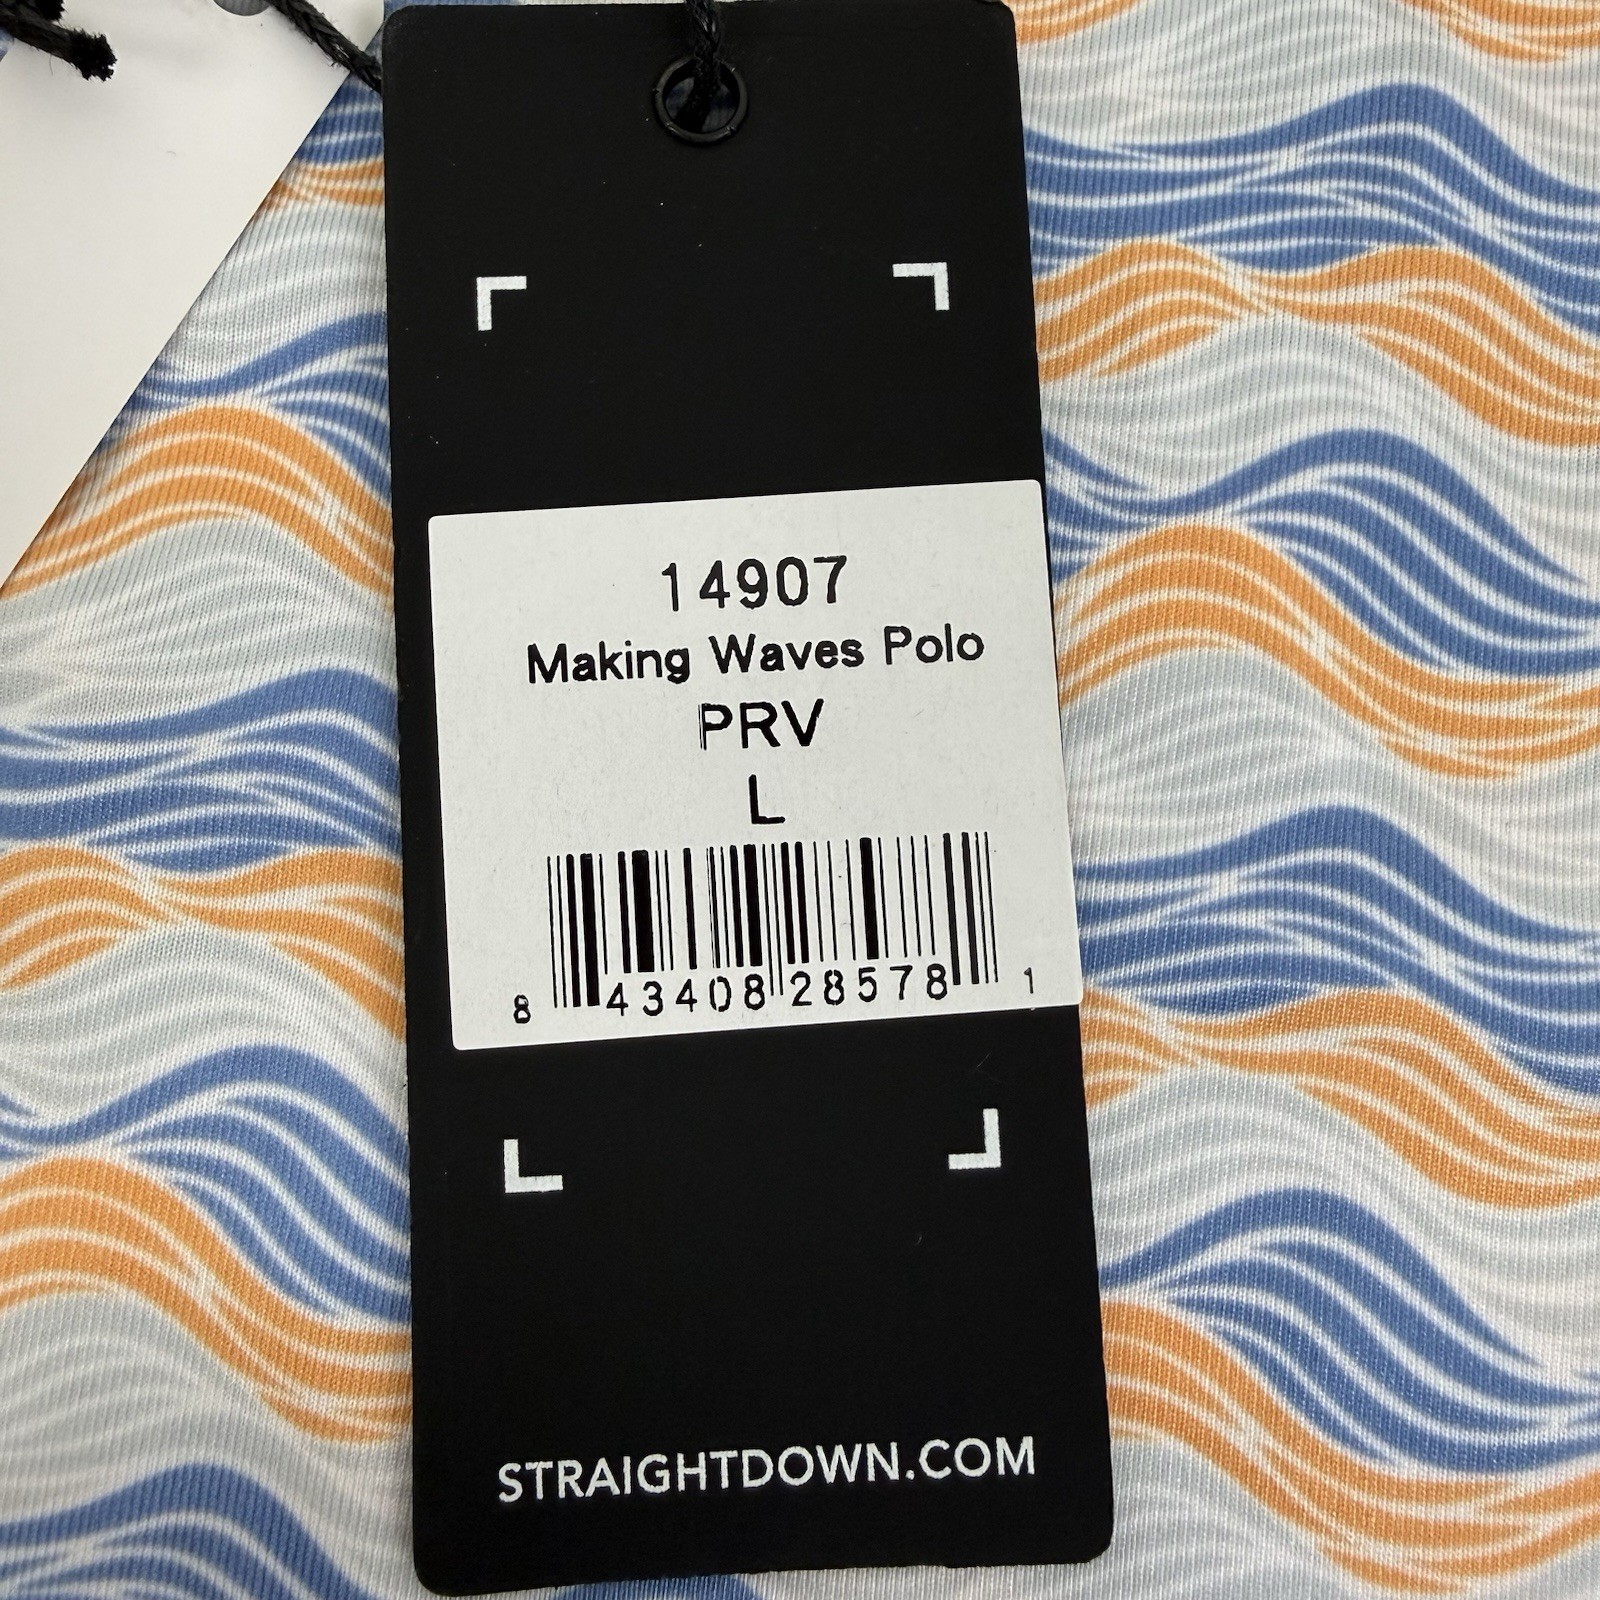 14907
Making Waves Polo
PRV
L
8 43408 28578 1
STRAIGHTDOWN.COM